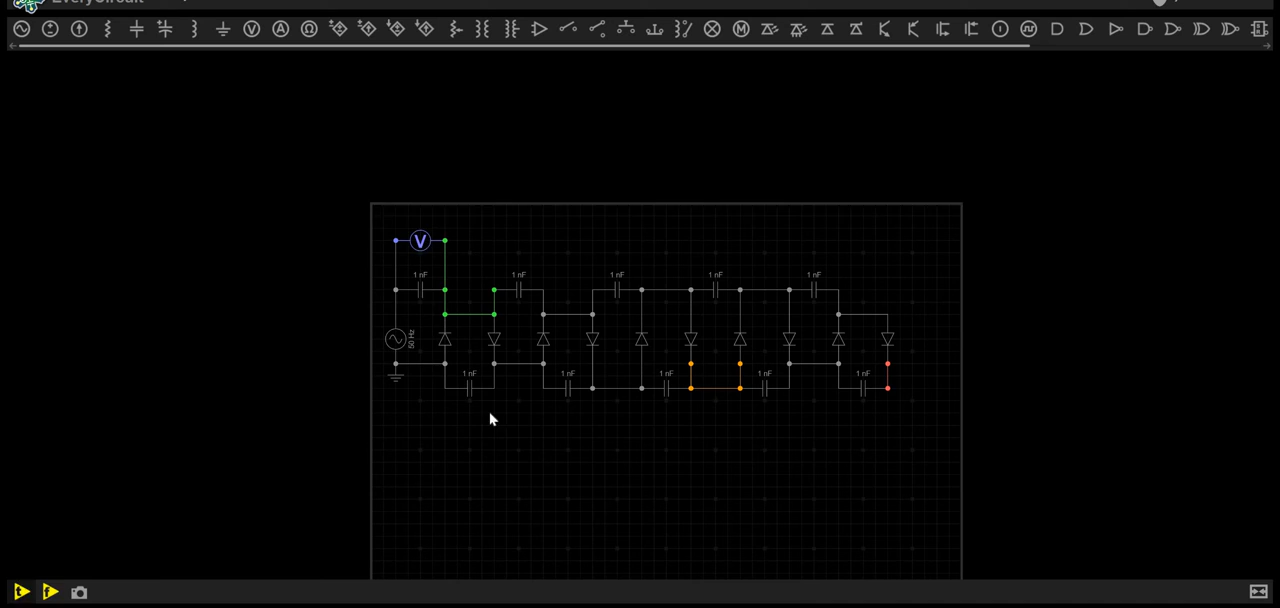 EveryCircuit
V A Ω
M
V
1 nF 1 nF 1 nF 1 nF 1 nF
50 Hz
1 nF 1 nF 1 nF 1 nF 1 nF
t f